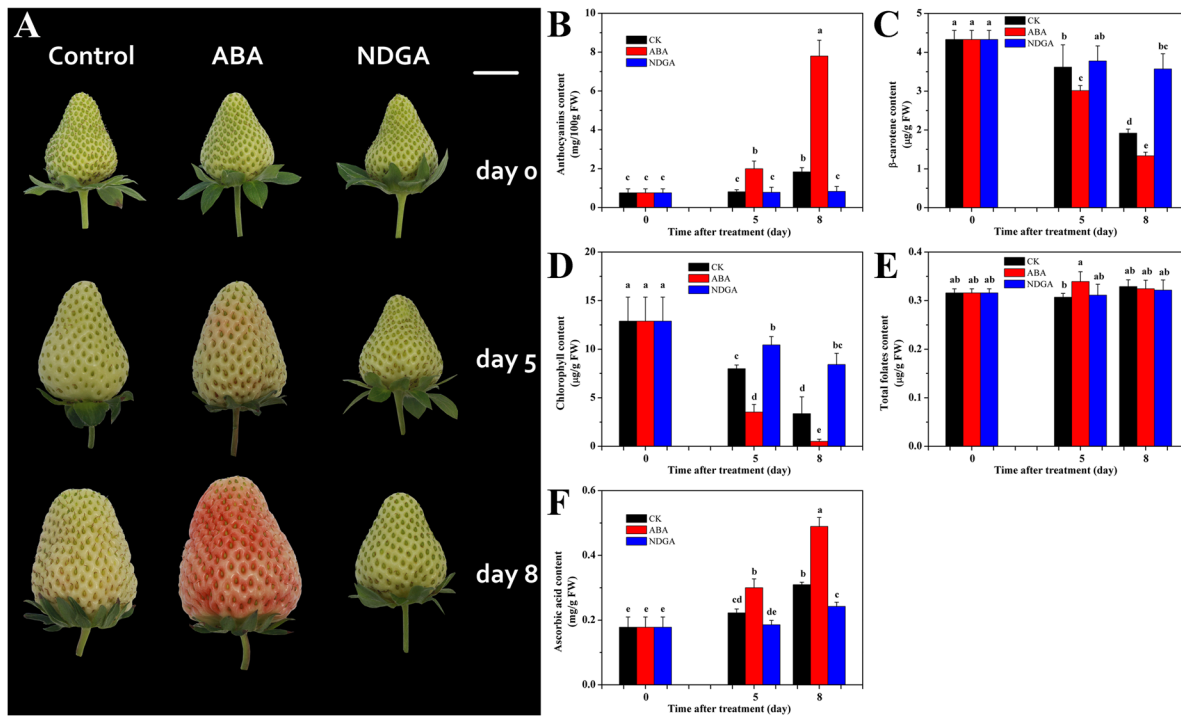 A
Control ABA NDGA
day 0
day 5
day 8
B
CK
ABA
NDGA
Anthocyanins content
(mg/100g FW)
10
8
6
4
2
0
c c c
c b c
b a c
0 5 8
Time after treatment (day)
C
CK
ABA
NDGA
β-carotene content
(μg/g FW)
5
4
3
2
1
0
a a a
b c ab
d e bc
0 5 8
Time after treatment (day)
D
CK
ABA
NDGA
Chlorophyll content
(μg/g FW)
20
15
10
5
0
a a a
c d b
d e bc
0 5 8
Time after treatment (day)
E
CK
ABA
NDGA
Total folates content
(μg/g FW)
0.4
0.3
0.2
0.1
0.0
ab ab ab
b a ab
ab ab ab
0 5 8
Time after treatment (day)
F
CK
ABA
NDGA
Ascorbic acid content
(mg/g FW)
0.6
0.4
0.2
0.0
e e e
cd b de
b a c
0 5 8
Time after treatment (day)